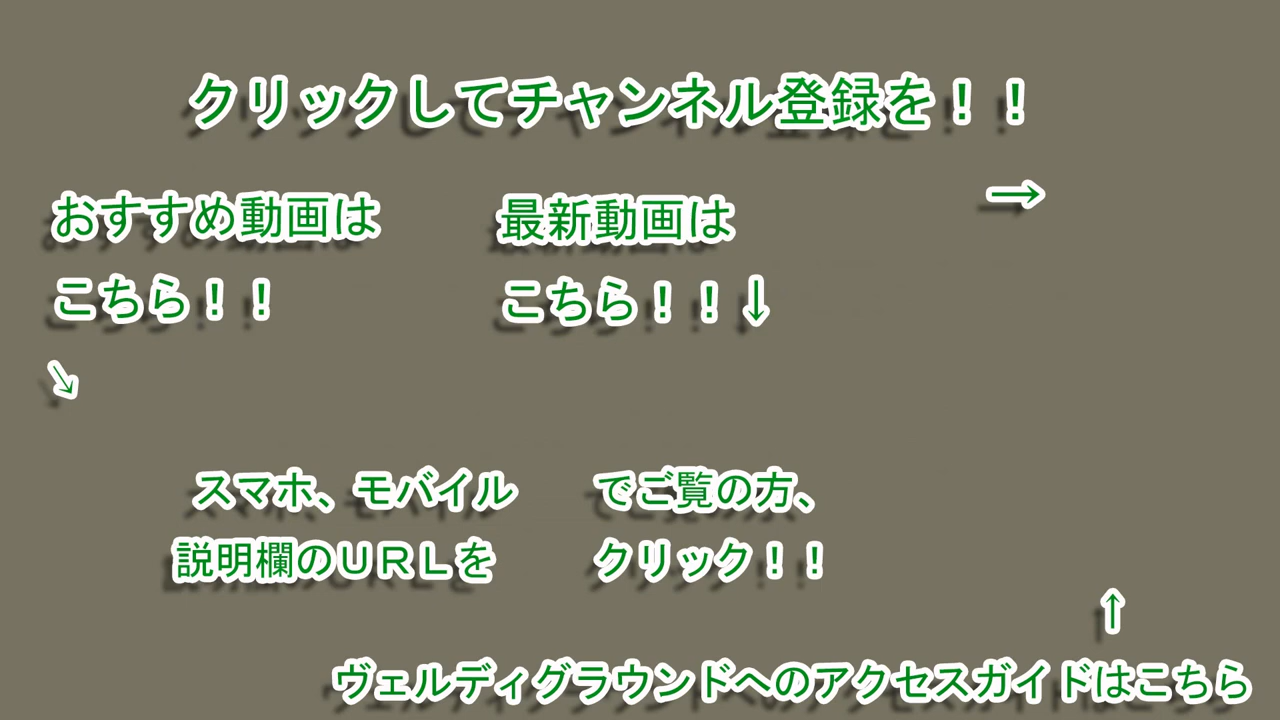 クリックしてチャンネル登録を！！
→
おすすめ動画は
こちら！！
↘
最新動画は
こちら！！↓
スマホ、モバイル　　でご覧の方、
説明欄のＵＲＬを　　クリック！！
↑
ヴェルディグラウンドへのアクセスガイドはこちら